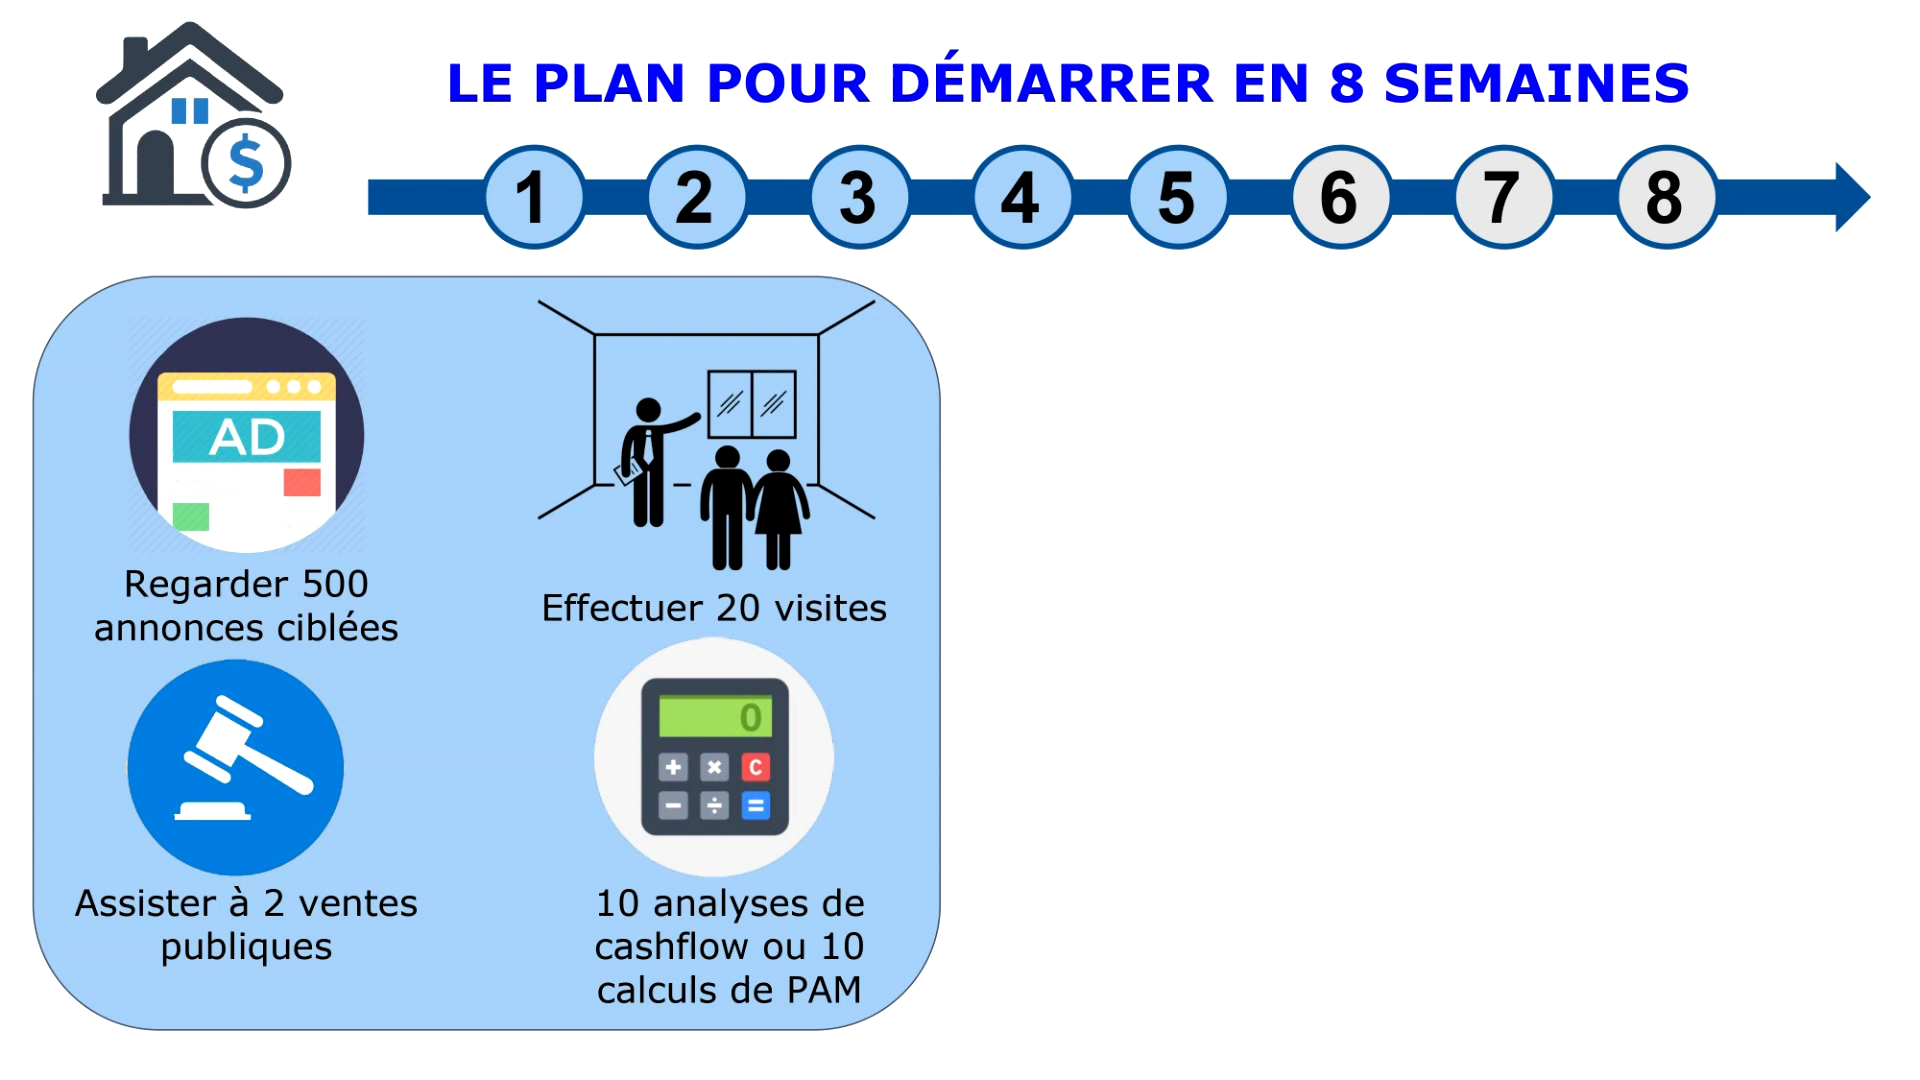 LE PLAN POUR DÉMARRER EN 8 SEMAINES
1 2 3 4 5 6 7 8
$
AD
Regarder 500
annonces ciblées
Effectuer 20 visites
0
+ × C
− ÷ =
Assister à 2 ventes
publiques
10 analyses de
cashflow ou 10
calculs de PAM